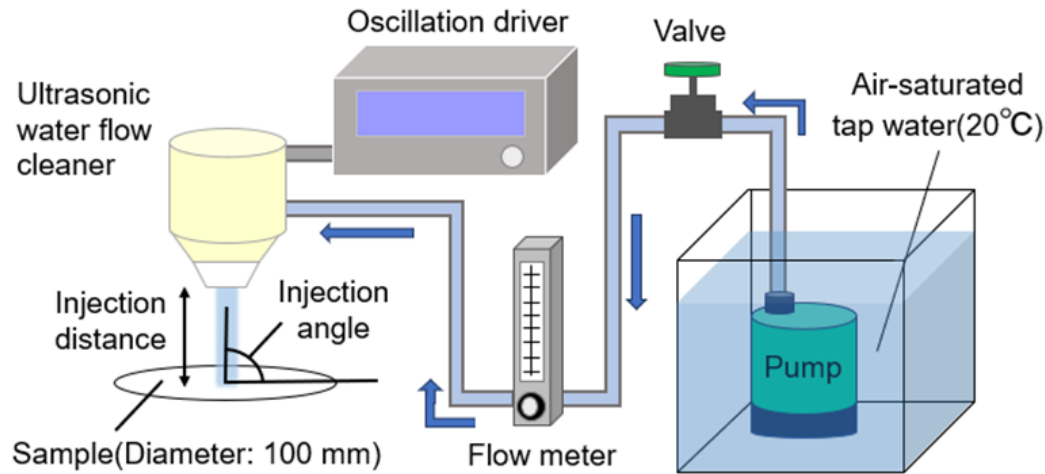 Oscillation driver
Valve
Ultrasonic
water flow
cleaner
Air-saturated
tap water(20℃)
Injection
distance
Injection
angle
Pump
Sample(Diameter: 100 mm)
Flow meter